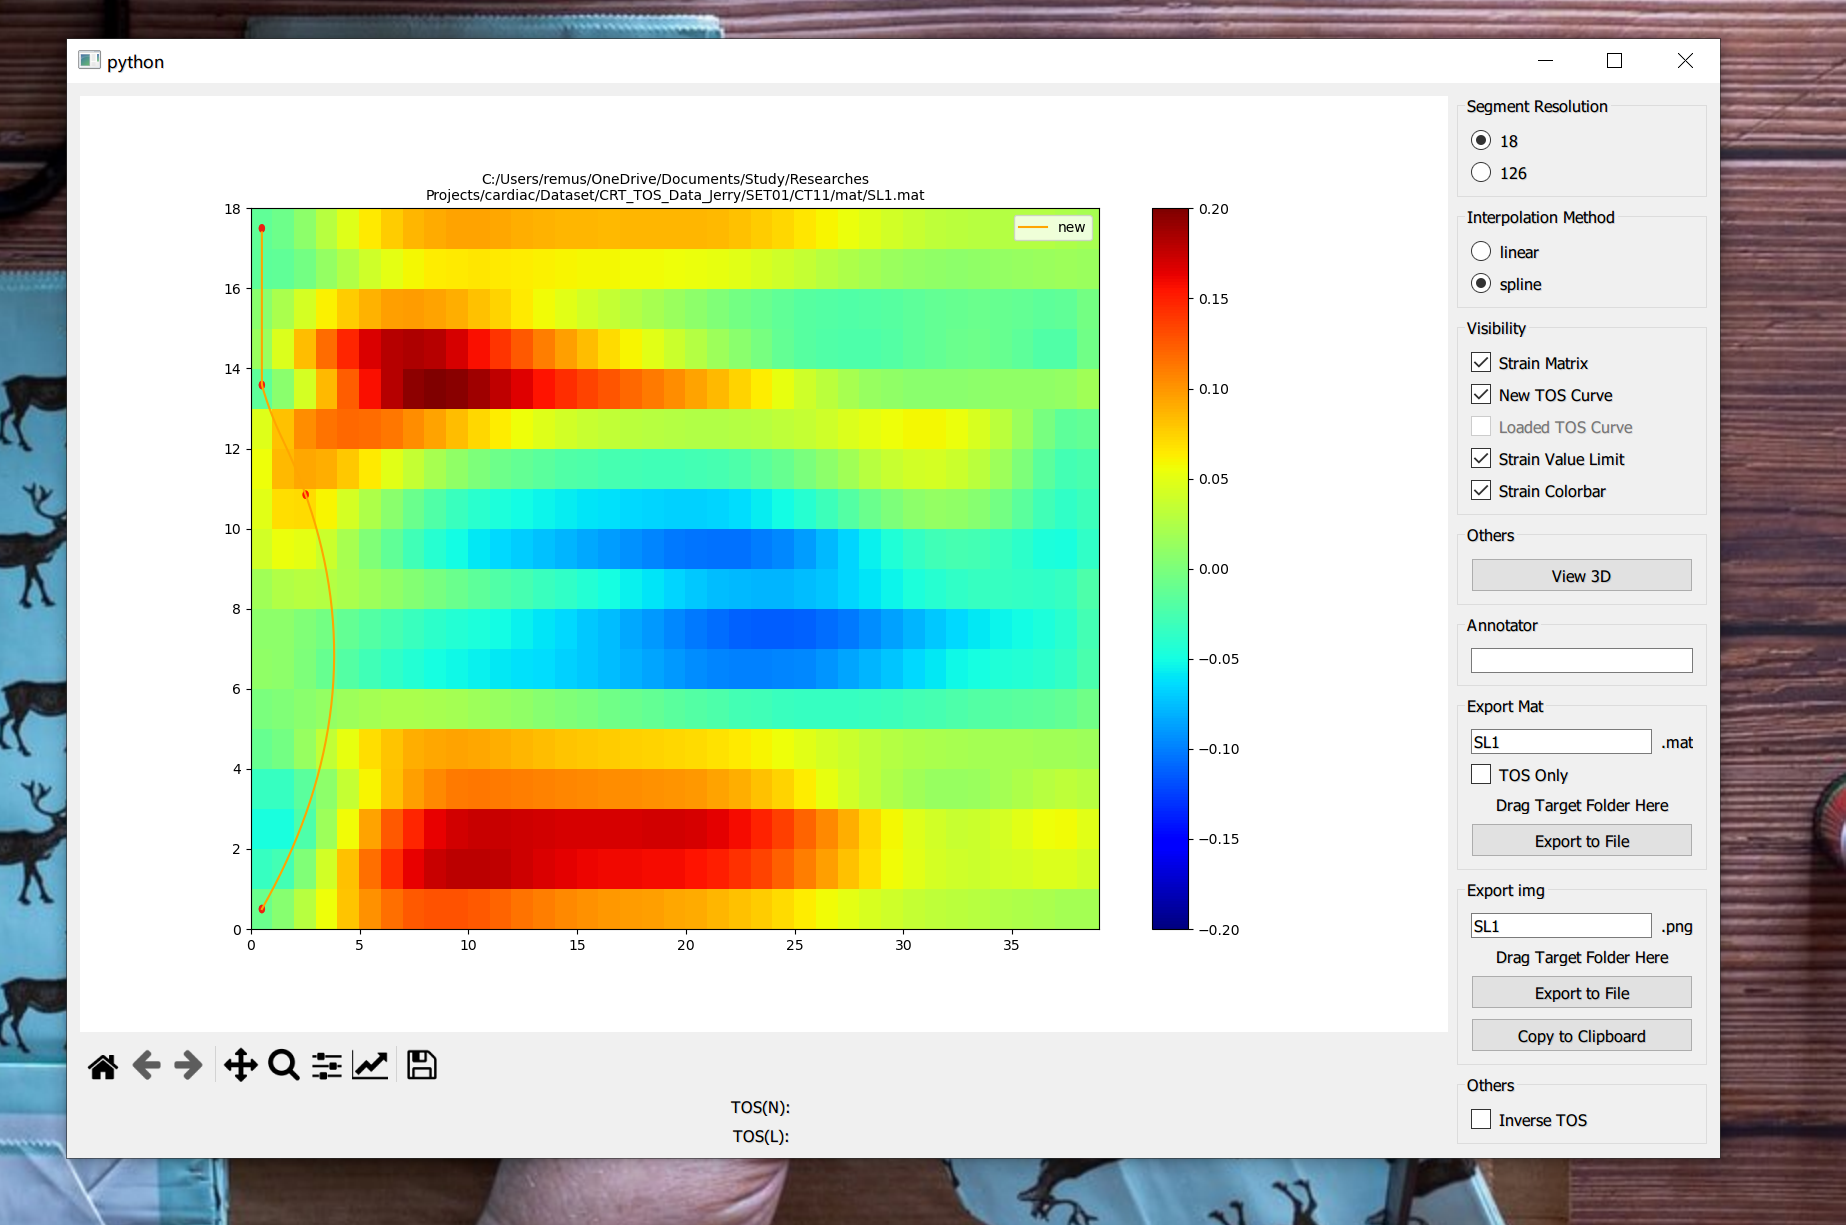 python
C:/Users/remus/OneDrive/Documents/Study/Researches
Projects/cardiac/Dataset/CRT_TOS_Data_Jerry/SET01/CT11/mat/SL1.mat
new
18
16
14
12
10
8
6
4
2
0
0
5
10
15
20
25
30
35
0.20
0.15
0.10
0.05
0.00
−0.05
−0.10
−0.15
−0.20
TOS(N):
TOS(L):
Segment Resolution
18
126
Interpolation Method
linear
spline
Visibility
Strain Matrix
New TOS Curve
Loaded TOS Curve
Strain Value Limit
Strain Colorbar
Others
View 3D
Annotator
Export Mat
SL1 .mat
TOS Only
Drag Target Folder Here
Export to File
Export img
SL1 .png
Drag Target Folder Here
Export to File
Copy to Clipboard
Others
Inverse TOS